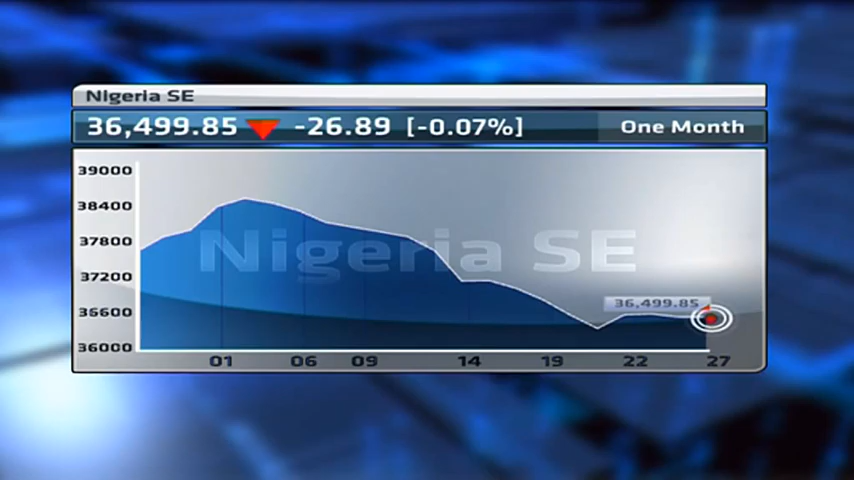 Nigeria SE
36,499.85 -26.89 [-0.07%] One Month
39000
38400
37800
37200
36600
36000
Nigeria SE
36,499.85
01 06 09 14 19 22 27